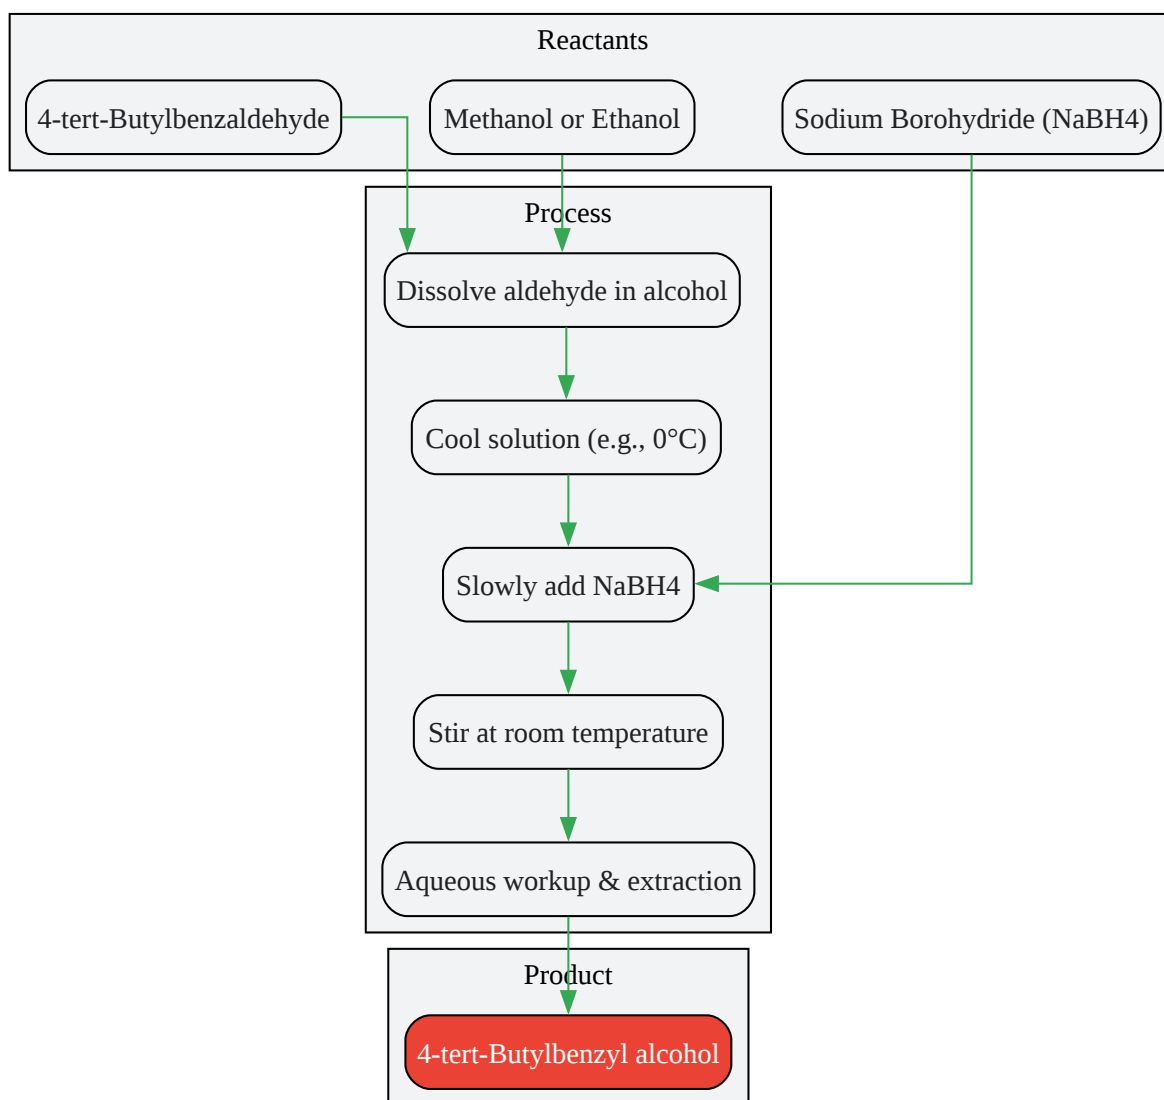 Reactants
4-tert-Butylbenzaldehyde
Methanol or Ethanol
Sodium Borohydride (NaBH4)
Process
Dissolve aldehyde in alcohol
Cool solution (e.g., 0°C)
Slowly add NaBH4
Stir at room temperature
Aqueous workup & extraction
Product
4-tert-Butylbenzyl alcohol